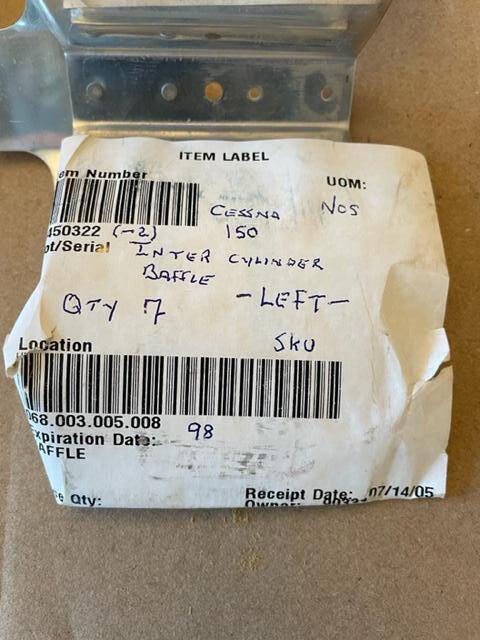 ITEM LABEL
em Number
UOM:
CESSNA NOS
450322 (-2) 150
ot/Serial INTER CYLINDER
BAFFLE
QTY 7 -LEFT-
Location SKU
068.003.005.008
98
Expiration Date:
AFFLE
e Qty: Receipt Date: 07/14/05
Owner: